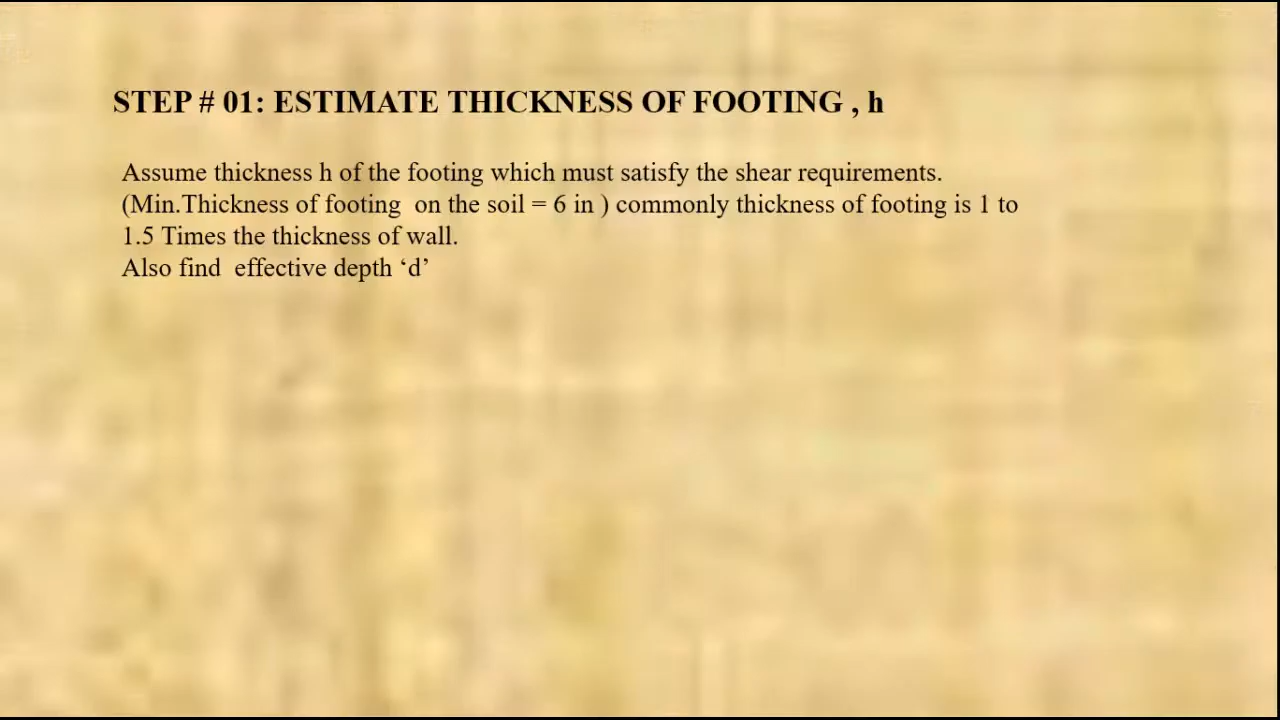 STEP # 01: ESTIMATE THICKNESS OF FOOTING , h
Assume thickness h of the footing which must satisfy the shear requirements.
(Min.Thickness of footing  on the soil = 6 in ) commonly thickness of footing is 1 to
1.5 Times the thickness of wall.
Also find  effective depth ‘d’